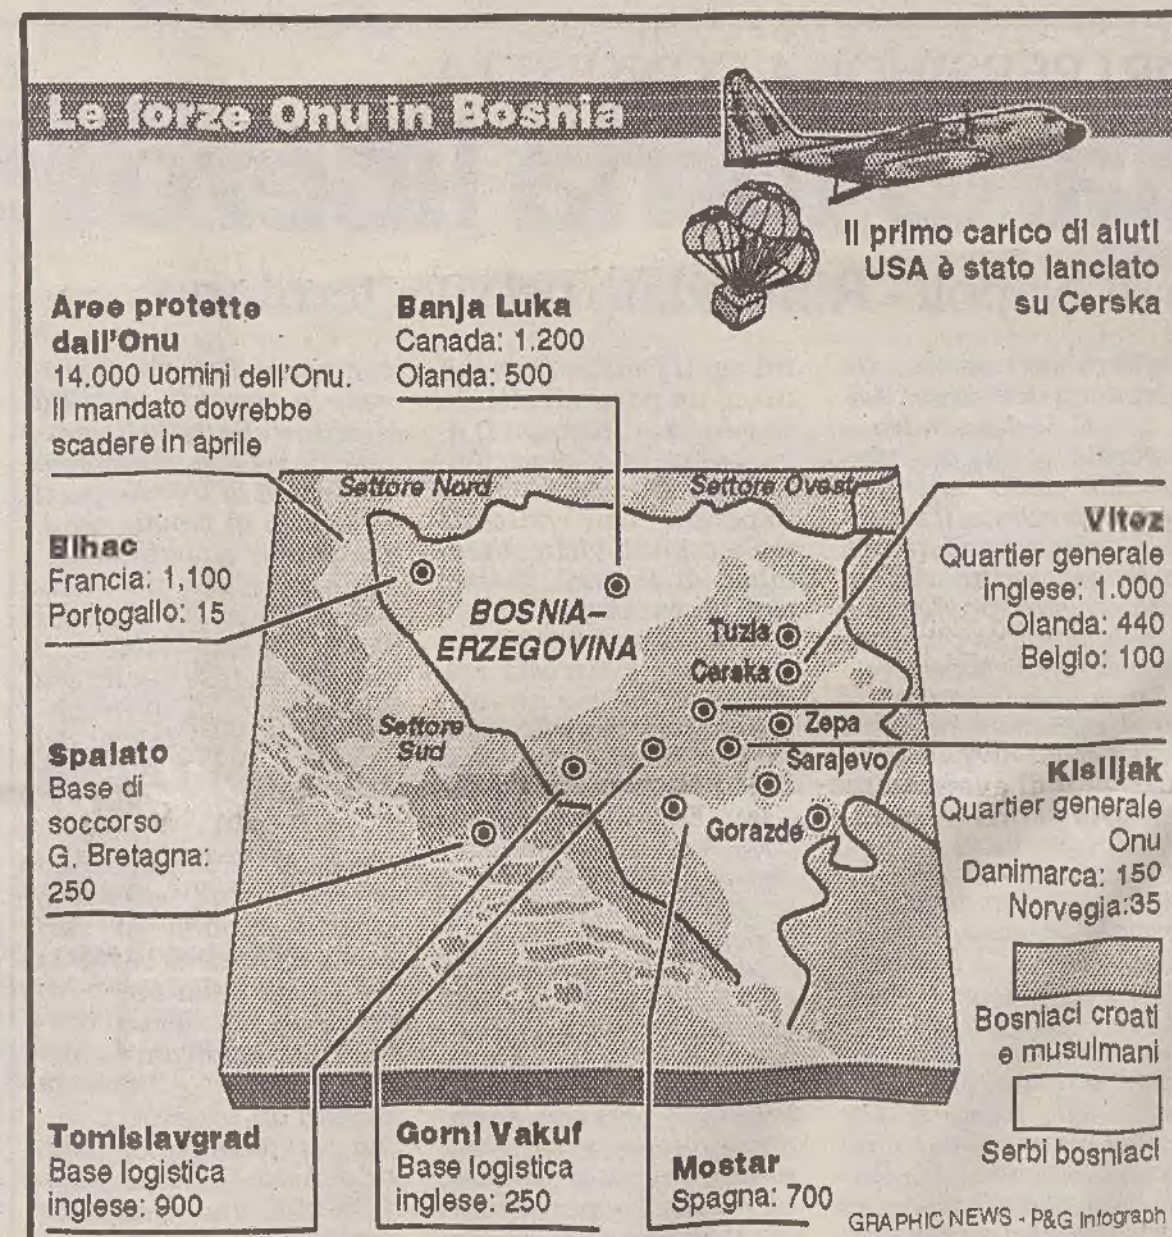 Le forze Onu in Bosnia
Il primo carico di aiuti
USA è stato lanciato
su Cerska
Aree protette
dall'Onu
14.000 uomini dell'Onu.
Il mandato dovrebbe
scadere in aprile
Banja Luka
Canada: 1.200
Olanda: 500
Bihac
Francia: 1,100
Portogallo: 15
Spalato
Base di
soccorso
G. Bretagna:
250
Settore Nord
Settore Ovest
BOSNIA–
ERZEGOVINA
Tuzla
Cerska
Zepa
Settore
Sud
Sarajevo
Gorazde
Vitez
Quartier generale
inglese: 1.000
Olanda: 440
Belgio: 100
Kisiljak
Quartier generale
Onu
Danimarca: 150
Norvegia:35
Bosniaci croati
e musulmani
Serbi bosniaci
Tomislavgrad
Base logistica
inglese: 900
Gorni Vakuf
Base logistica
inglese: 250
Mostar
Spagna: 700
GRAPHIC NEWS - P&G Infograph